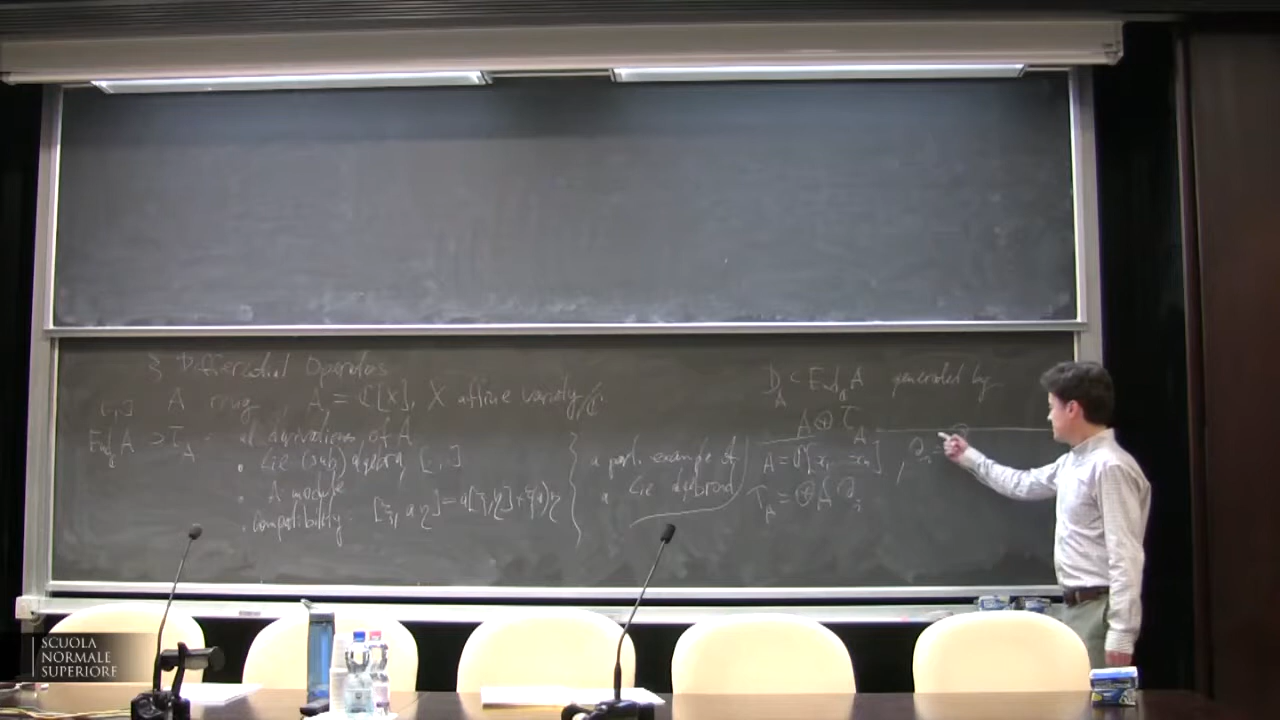 § Differential Operators
[ , ] A ring A = ℂ[X], X affine variety/ℂ.
End_ℂ A ⊃ T_A = all derivations of A
• Lie (sub) algebra, [ , ]
• A module
• Compatibility: [ξ, aη] = a[ξ, η] + ξ(a)η
a part. example of
a Lie algebroid
D_A ⊂ End_ℂ A generated by
A ⊕ T_A
A = ℂ[x_1 ... x_n],
T_A = ⊕ A ∂_i
SCUOLA
NORMALE
SUPERIORE